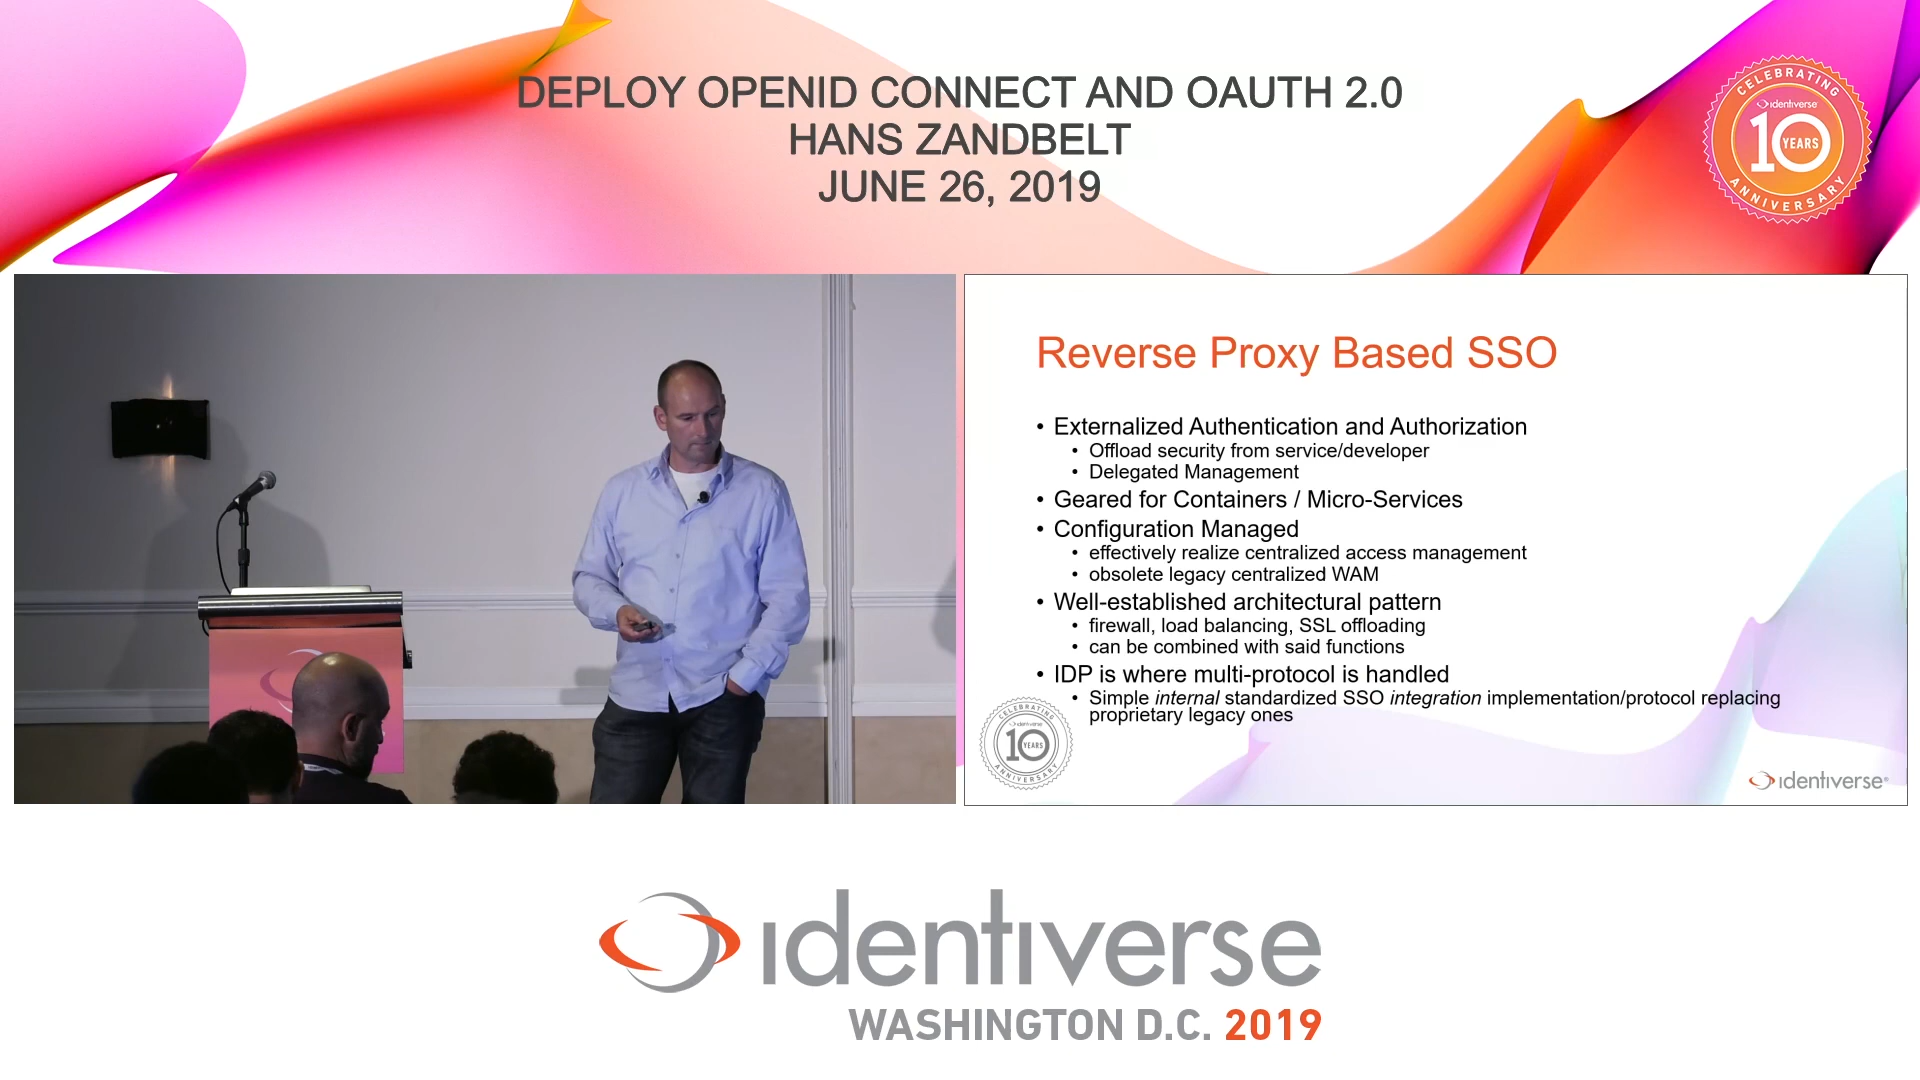 DEPLOY OPENID CONNECT AND OAUTH 2.0
HANS ZANDBELT
JUNE 26, 2019
CELEBRATING
identiverse
10 YEARS
ANNIVERSARY
Reverse Proxy Based SSO
• Externalized Authentication and Authorization
• Offload security from service/developer
• Delegated Management
• Geared for Containers / Micro-Services
• Configuration Managed
• effectively realize centralized access management
• obsolete legacy centralized WAM
• Well-established architectural pattern
• firewall, load balancing, SSL offloading
• can be combined with said functions
• IDP is where multi-protocol is handled
• Simple internal standardized SSO integration implementation/protocol replacing
proprietary legacy ones
CELEBRATING
identiverse
10 YEARS
ANNIVERSARY
identiverse®
identiverse
WASHINGTON D.C. 2019